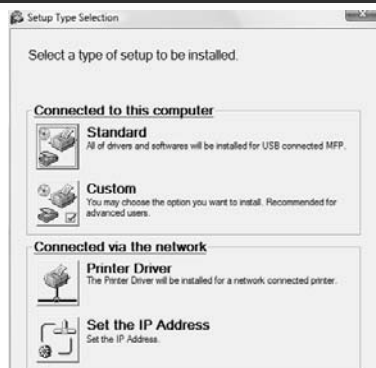 Setup Type Selection
Select a type of setup to be installed.
Connected to this computer
Standard
All of drivers and softwares will be installed for USB connected MFP.
Custom
You may choose the option you want to install. Recommended for
advanced users.
Connected via the network
Printer Driver
The Printer Driver will be installed for a network connected printer.
Set the IP Address
Set the IP Address.